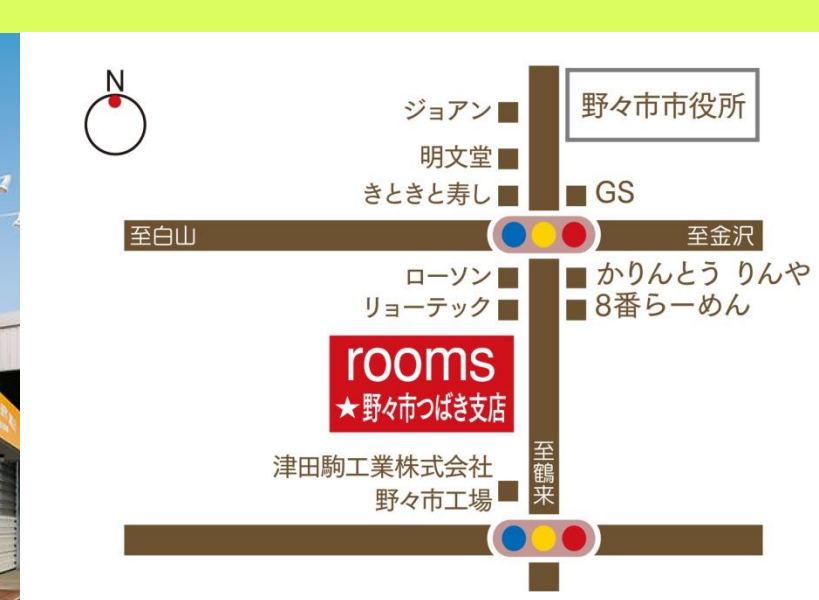 N
ジョアン
野々市市役所
明文堂
きときと寿し
GS
至白山
至金沢
ローソン
かりんとう りんや
リョーテック
8番らーめん
rooms
★野々市つばき支店
至鶴来
津田駒工業株式会社
野々市工場